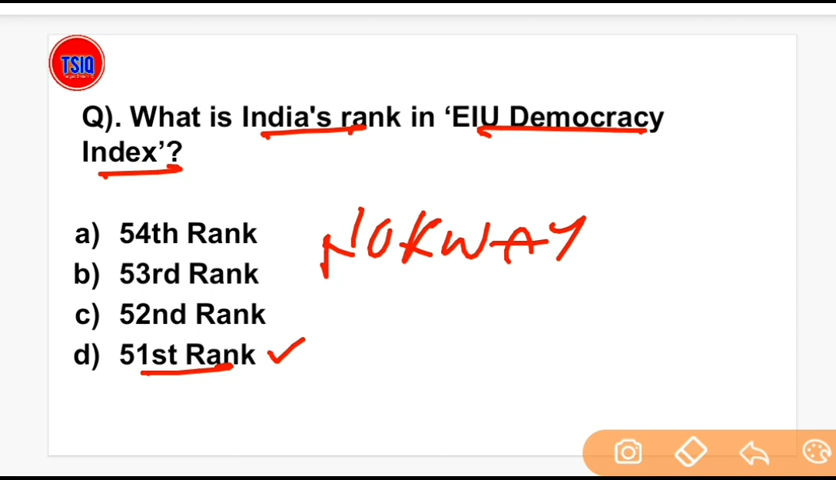 TSIQ
Q). What is India's rank in ‘EIU Democracy
Index’?
a) 54th Rank
NORWAY
b) 53rd Rank
c) 52nd Rank
d) 51st Rank